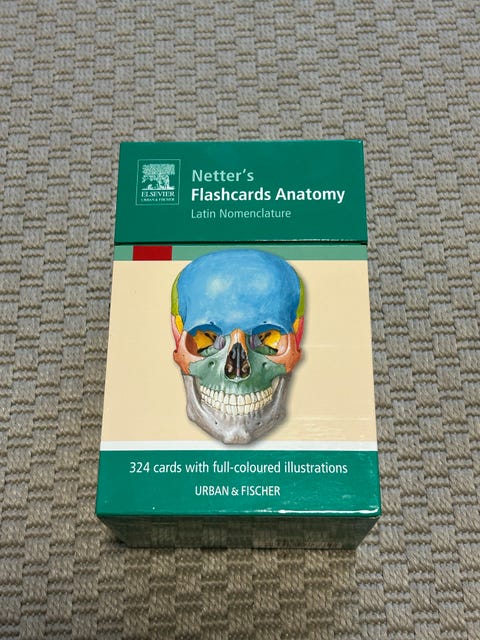 ELSEVIER
URBAN & FISCHER
Netter's
Flashcards Anatomy
Latin Nomenclature
324 cards with full-coloured illustrations
URBAN & FISCHER